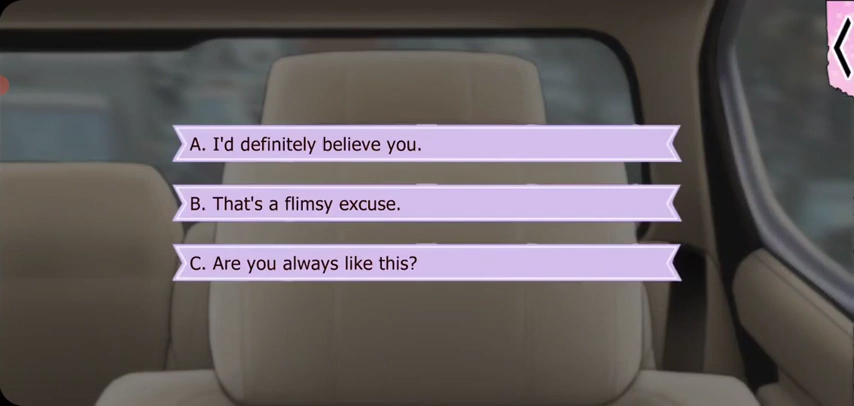 A. I'd definitely believe you.
B. That's a flimsy excuse.
C. Are you always like this?